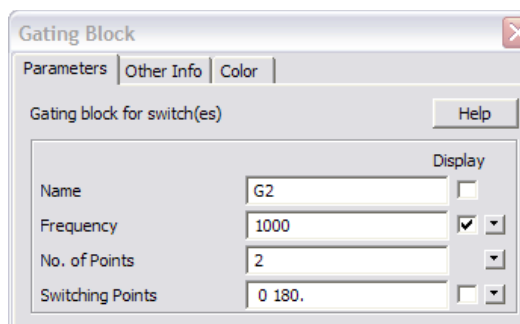 Gating Block
Parameters Other Info Color
Gating block for switch(es) Help
Display
Name G2
Frequency 1000
No. of Points 2
Switching Points 0 180.